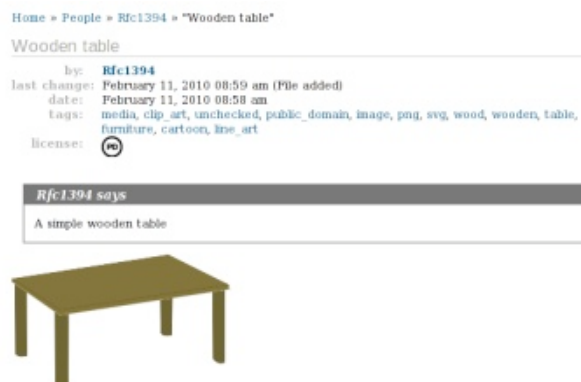 Home » People » Rfc1394 » "Wooden table"
Wooden table
by: Rfc1394
last change: February 11, 2010 08:59 am (File added)
date: February 11, 2010 08:58 am
tags: media, clip_art, unchecked, public_domain, image, png, svg, wood, wooden, table,
furniture, cartoon, line_art
license: PD
Rfc1394 says
A simple wooden table